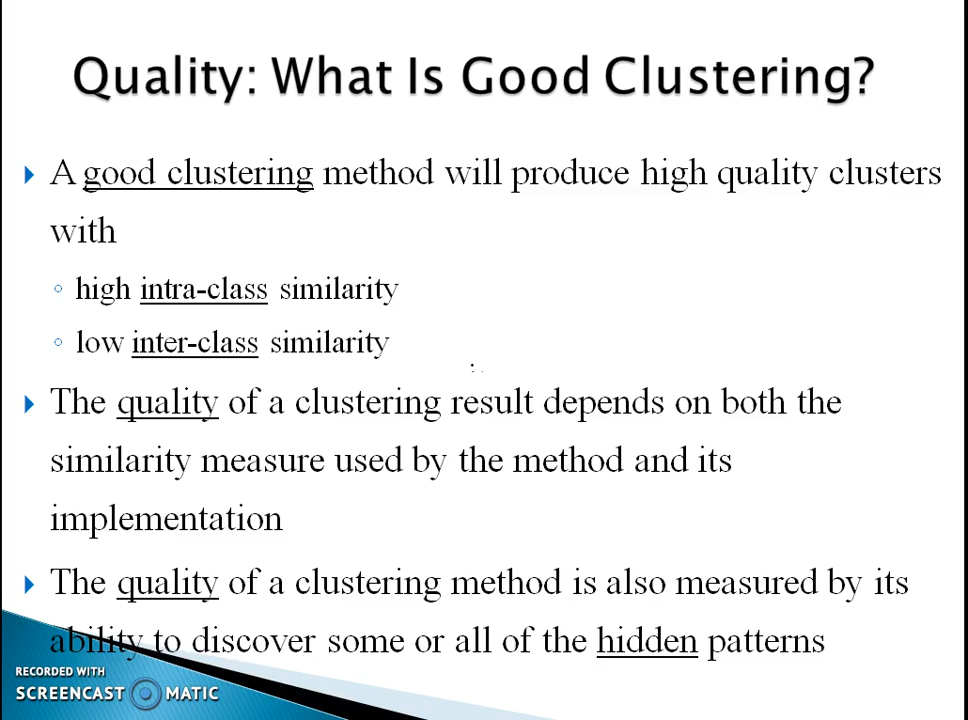 Quality: What Is Good Clustering?
A good clustering method will produce high quality clusters
with
high intra-class similarity
low inter-class similarity
The quality of a clustering result depends on both the
similarity measure used by the method and its
implementation
The quality of a clustering method is also measured by its
ability to discover some or all of the hidden patterns
RECORDED WITH
SCREENCAST MATIC